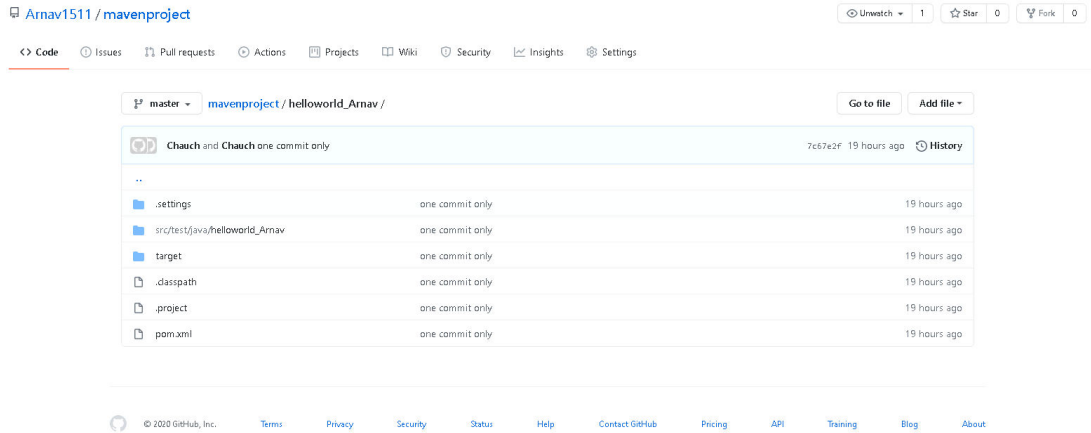 Arnav1511 / mavenproject
Unwatch 1 Star 0 Fork 0
Code Issues Pull requests Actions Projects Wiki Security Insights Settings
master mavenproject / helloworld_Arnav / Go to file Add file
Chauch and Chauch one commit only 7c67e2f 19 hours ago History
..
.settings one commit only 19 hours ago
src/test/java/helloworld_Arnav one commit only 19 hours ago
target one commit only 19 hours ago
.classpath one commit only 19 hours ago
.project one commit only 19 hours ago
pom.xml one commit only 19 hours ago
© 2020 GitHub, Inc. Terms Privacy Security Status Help Contact GitHub Pricing API Training Blog About